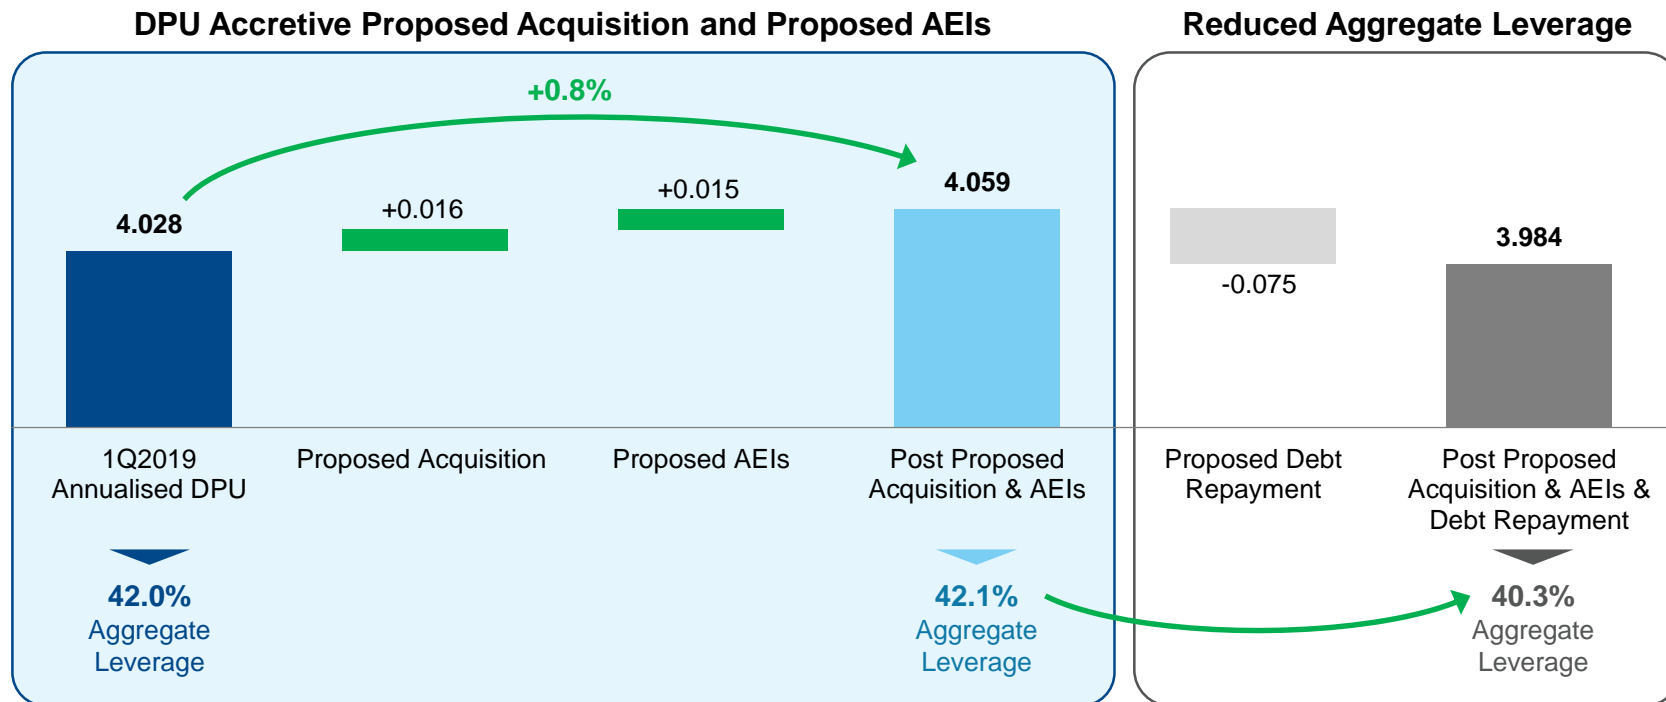 DPU Accretive Proposed Acquisition and Proposed AEIs
+0.8%
4.028
+0.016
+0.015
4.059
1Q2019
Annualised DPU
Proposed Acquisition
Proposed AEIs
Post Proposed
Acquisition & AEIs
42.0%
Aggregate
Leverage
42.1%
Aggregate
Leverage
Reduced Aggregate Leverage
-0.075
3.984
Proposed Debt
Repayment
Post Proposed
Acquisition & AEIs &
Debt Repayment
40.3%
Aggregate
Leverage